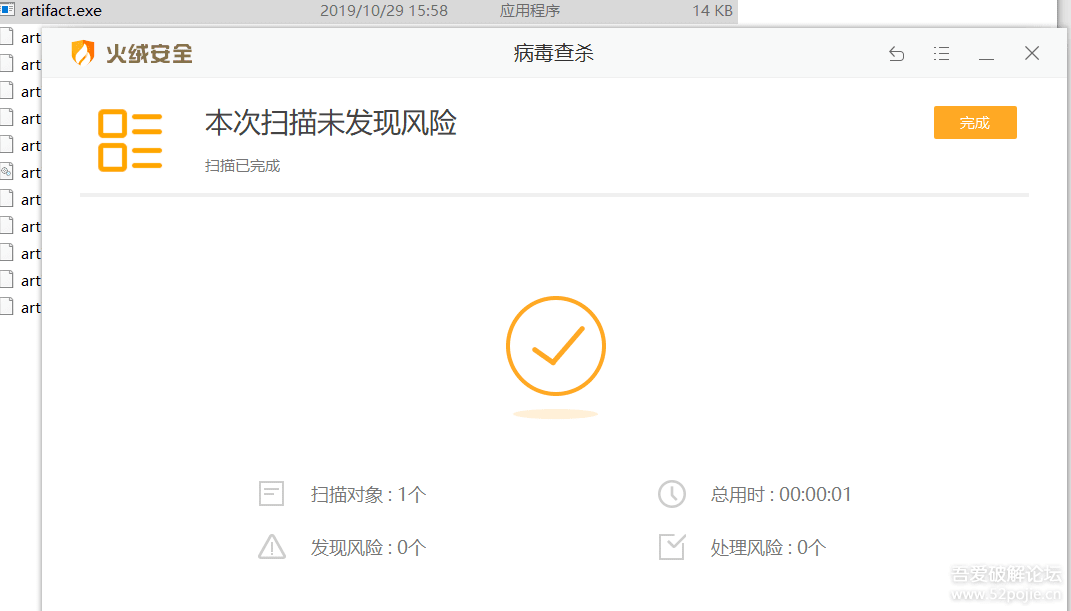 artifact.exe 2019/10/29 15:58 应用程序 14 KB
art
火绒安全 病毒查杀
art
art
art
本次扫描未发现风险
完成
art
art
扫描已完成
art
art
art
art
art
art
扫描对象 : 1个 总用时 : 00:00:01
发现风险 : 0个 处理风险 : 0个
吾爱破解论坛
www.52pojie.cn